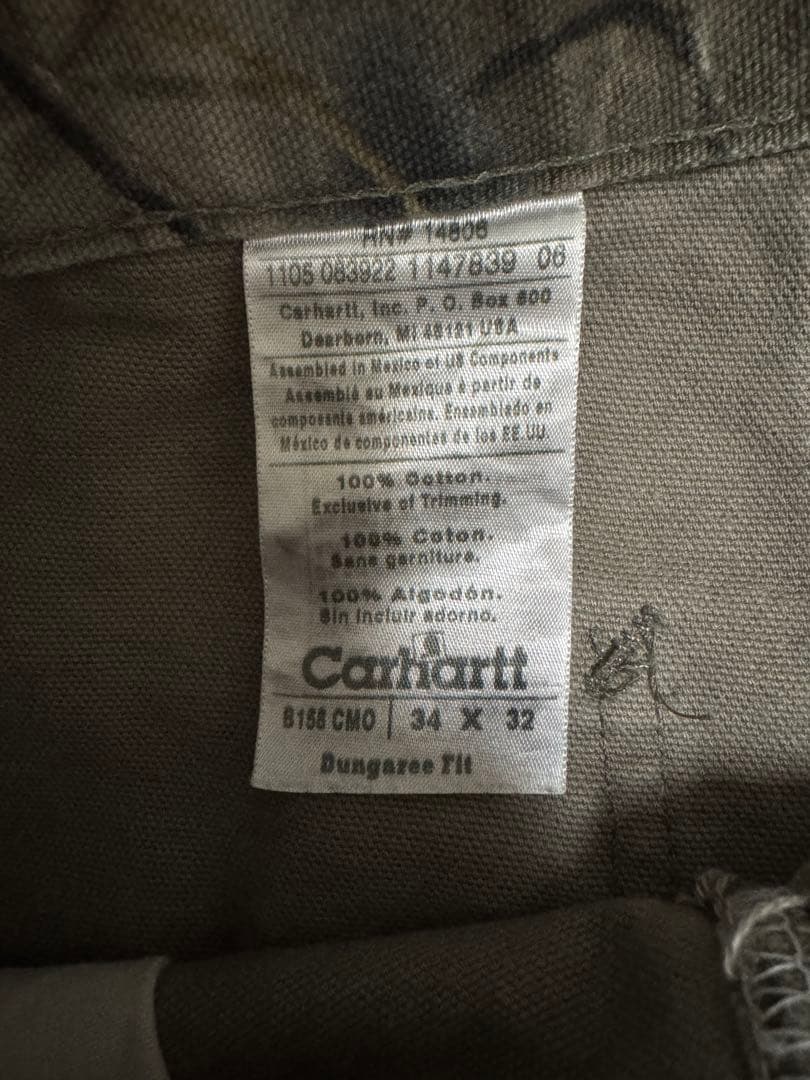 RN# 14806
1105 083922 1147839 06
Carhartt, Inc. P. O. Box 600
Dearborn, MI 48121 USA
Assembled in Mexico of US Components
Assemblé au Mexique à partir de
composants américains. Ensamblado en
México de componentes de los EE.UU.
100% Cotton.
Exclusive of Trimming.
100% Coton.
Sans garniture.
100% Algodón.
Sin incluir adorno.
Carhartt
B158 CMO | 34 X 32
Dungaree Fit